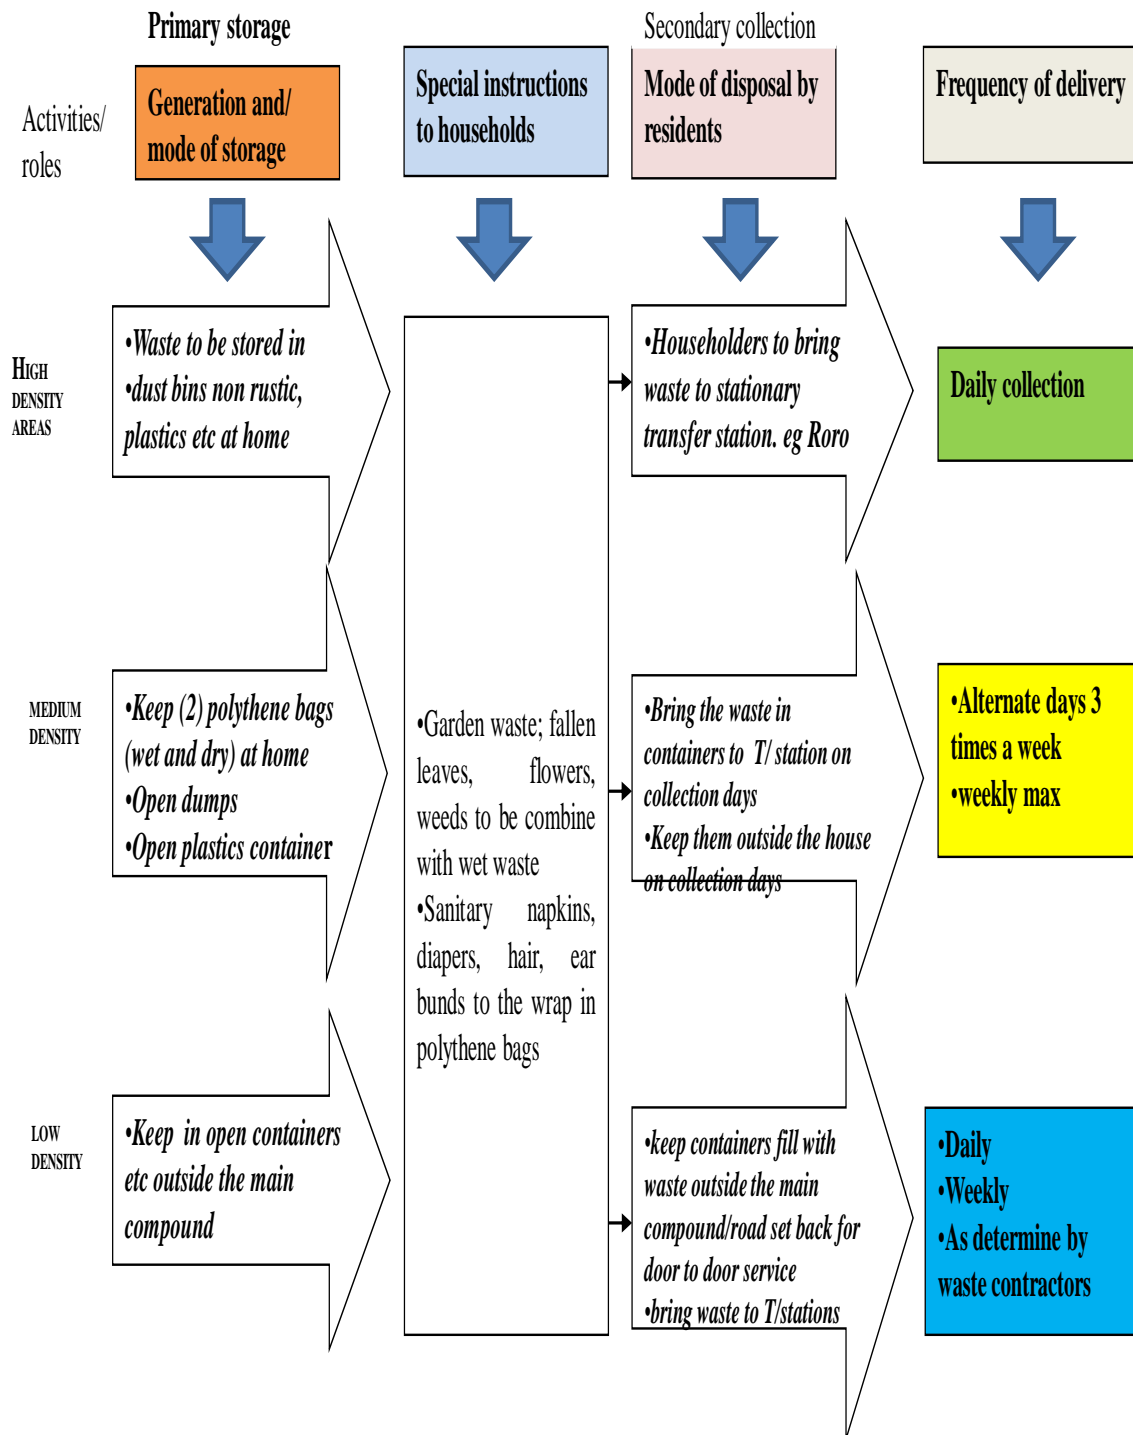 Primary storage
Secondary collection
Activities/
roles
Generation and/
mode of storage
Special instructions
to households
Mode of disposal by
residents
Frequency of delivery
HIGH
DENSITY
AREAS
•Waste to be stored in
•dust bins non rustic,
plastics etc at home
•Householders to bring
waste to stationary
transfer station. eg Roro
Daily collection
MEDIUM
DENSITY
•Keep (2) polythene bags
(wet and dry) at home
•Open dumps
•Open plastics container
•Garden waste; fallen
leaves, flowers,
weeds to be combine
with wet waste
•Sanitary napkins,
diapers, hair, ear
bunds to the wrap in
polythene bags
•Bring the waste in
containers to T/ station on
collection days
•Keep them outside the house
on collection days
•Alternate days 3
times a week
•weekly max
LOW
DENSITY
•Keep in open containers
etc outside the main
compound
•keep containers fill with
waste outside the main
compound/road set back for
door to door service
•bring waste to T/stations
•Daily
•Weekly
•As determine by
waste contractors